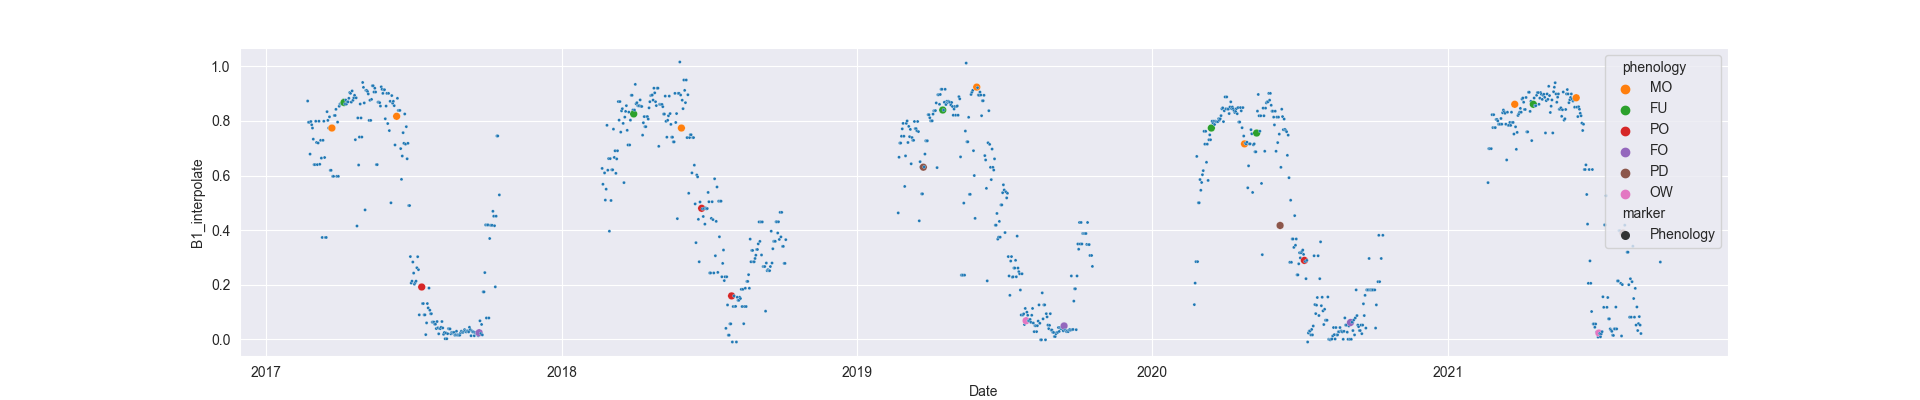 1.0
0.8
0.6
0.4
0.2
0.0
B1_interpolate
2017
2018
2019
2020
2021
Date
phenology
MO
FU
PO
FO
PD
OW
marker
Phenology